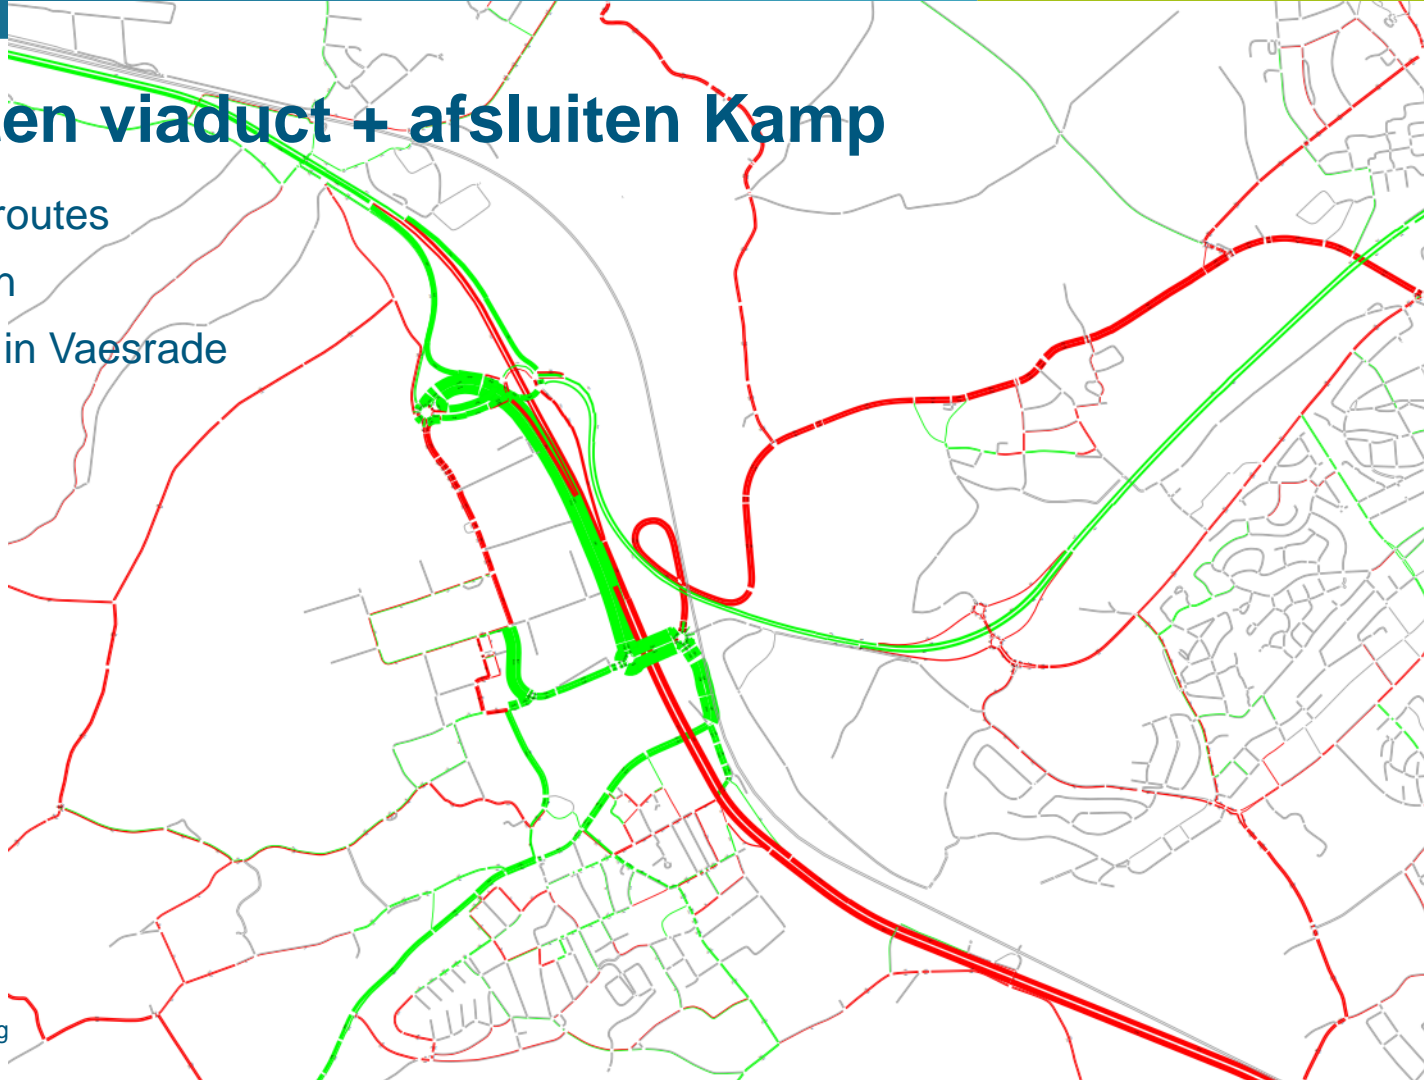 en viaduct + afsluiten Kamp
routes
n
in Vaesrade
g